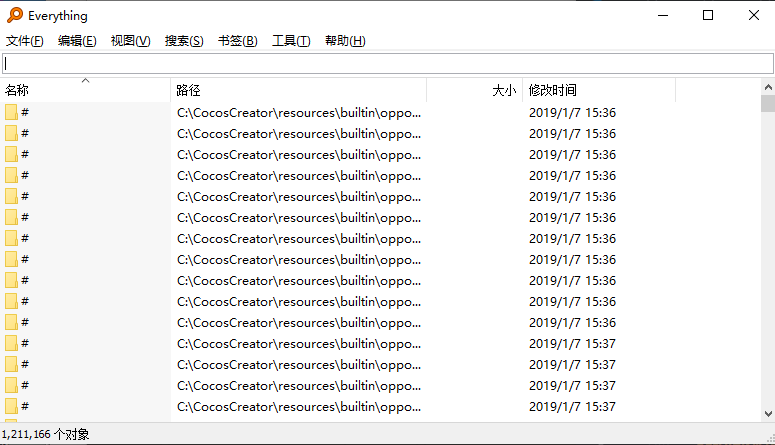 Everything
文件(F) 编辑(E) 视图(V) 搜索(S) 书签(B) 工具(T) 帮助(H)
名称 路径 大小 修改时间
# C:\CocosCreator\resources\builtin\oppo... 2019/1/7 15:36
# C:\CocosCreator\resources\builtin\oppo... 2019/1/7 15:36
# C:\CocosCreator\resources\builtin\oppo... 2019/1/7 15:36
# C:\CocosCreator\resources\builtin\oppo... 2019/1/7 15:36
# C:\CocosCreator\resources\builtin\oppo... 2019/1/7 15:36
# C:\CocosCreator\resources\builtin\oppo... 2019/1/7 15:36
# C:\CocosCreator\resources\builtin\oppo... 2019/1/7 15:36
# C:\CocosCreator\resources\builtin\oppo... 2019/1/7 15:36
# C:\CocosCreator\resources\builtin\oppo... 2019/1/7 15:36
# C:\CocosCreator\resources\builtin\oppo... 2019/1/7 15:36
# C:\CocosCreator\resources\builtin\oppo... 2019/1/7 15:36
# C:\CocosCreator\resources\builtin\oppo... 2019/1/7 15:37
# C:\CocosCreator\resources\builtin\oppo... 2019/1/7 15:37
# C:\CocosCreator\resources\builtin\oppo... 2019/1/7 15:37
# C:\CocosCreator\resources\builtin\oppo... 2019/1/7 15:37
1,211,166 个对象